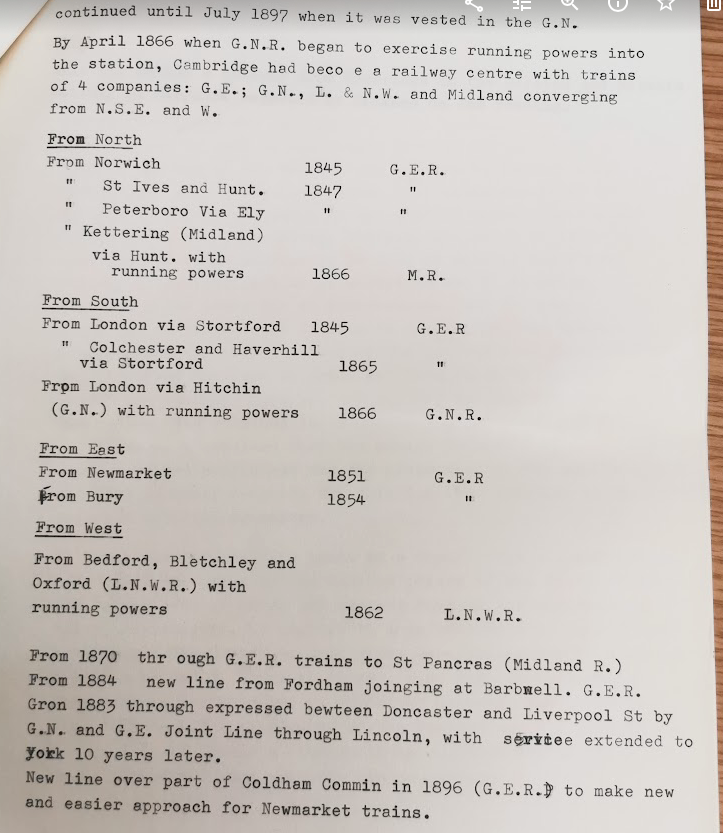 continued until July 1897 when it was vested in the G.N.
By April 1866 when G.N.R. began to exercise running powers into
the station, Cambridge had beco e a railway centre with trains
of 4 companies: G.E.; G.N., L. & N.W. and Midland converging
from N.S.E. and W.
From North
From Norwich 1845 G.E.R.
" St Ives and Hunt. 1847 "
" Peterboro Via Ely " "
" Kettering (Midland)
via Hunt. with
running powers 1866 M.R.
From South
From London via Stortford 1845 G.E.R
" Colchester and Haverhill
via Stortford 1865 "
Frpm London via Hitchin
(G.N.) with running powers 1866 G.N.R.
From East
From Newmarket 1851 G.E.R
From Bury 1854 "
From West
From Bedford, Bletchley and
Oxford (L.N.W.R.) with
running powers 1862 L.N.W.R.
From 1870 thr ough G.E.R. trains to St Pancras (Midland R.)
From 1884 new line from Fordham joinging at Barnwell. G.E.R.
Gron 1883 through expressed bewteen Doncaster and Liverpool St by
G.N. and G.E. Joint Line through Lincoln, with service extended to
York 10 years later.
New line over part of Coldham Commin in 1896 (G.E.R.) to make new
and easier approach for Newmarket trains.